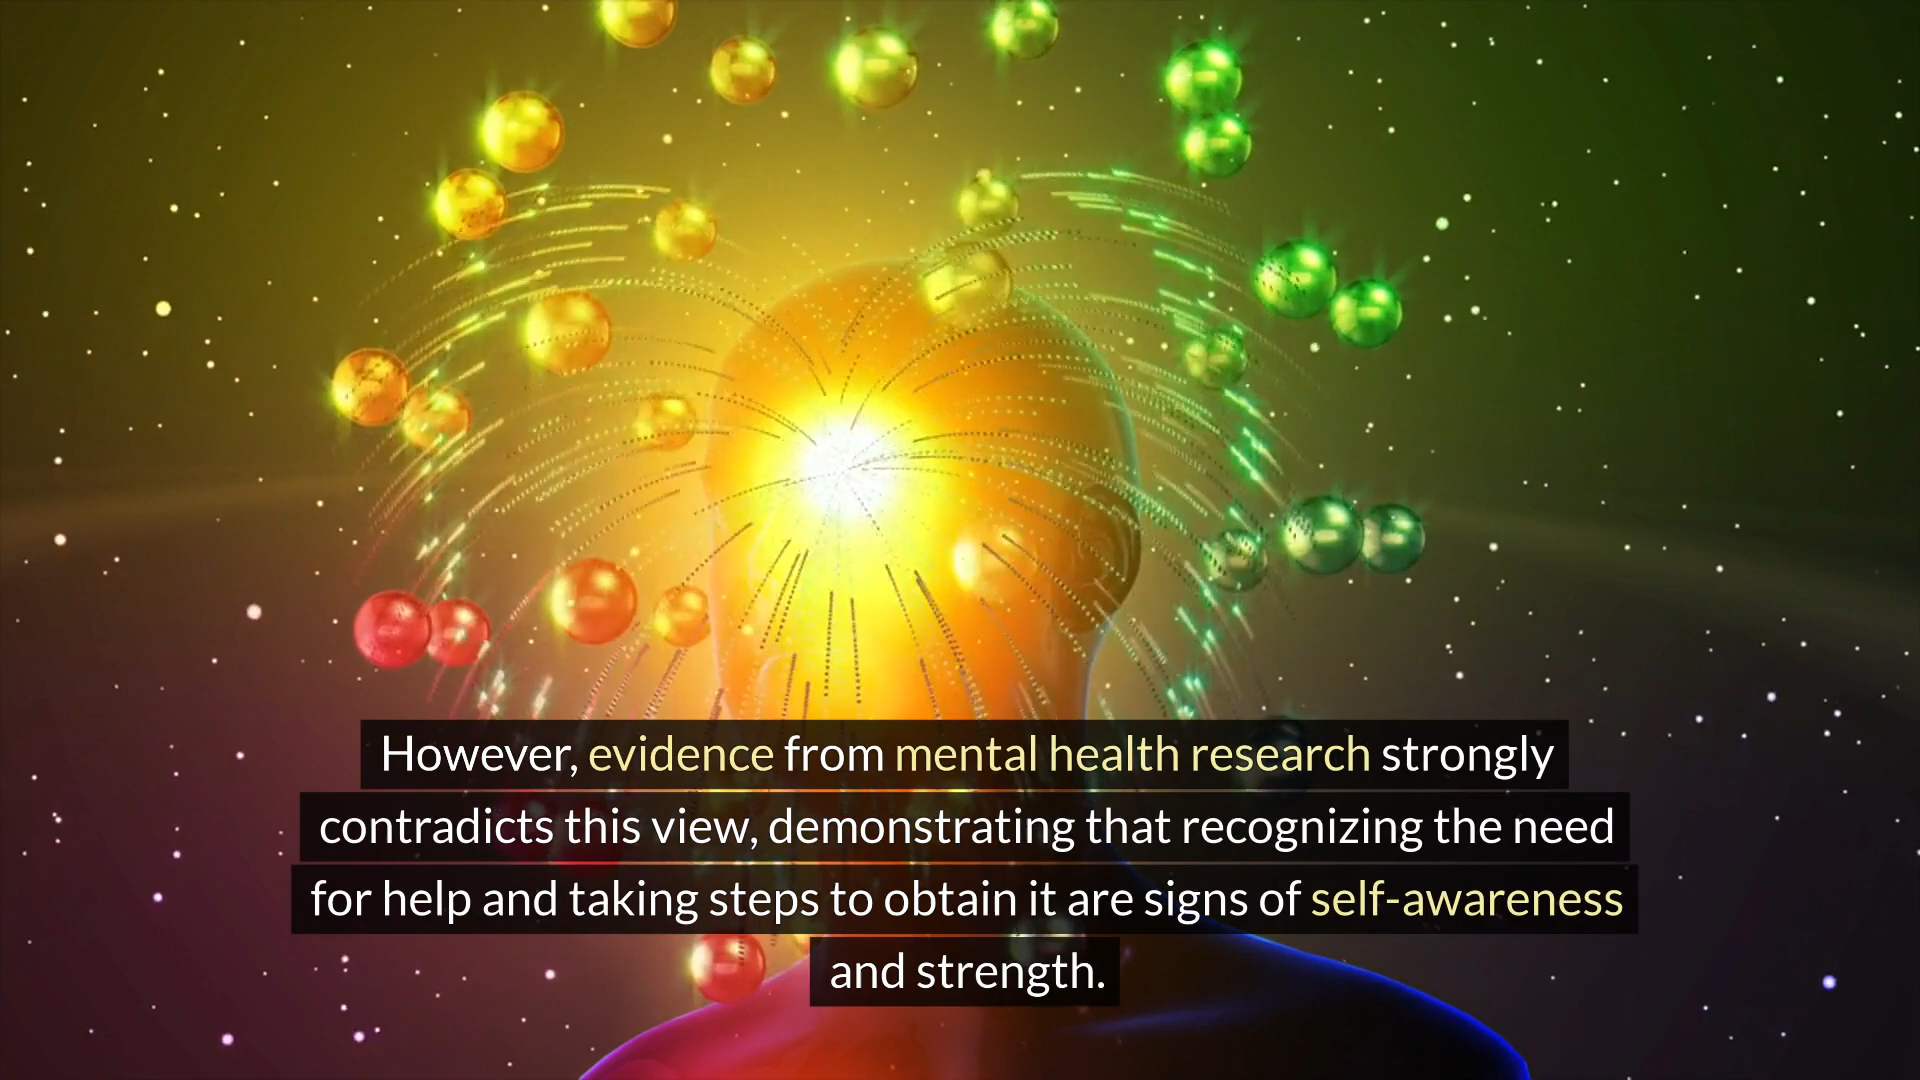 However, evidence from mental health research strongly
contradicts this view, demonstrating that recognizing the need
for help and taking steps to obtain it are signs of self-awareness
and strength.